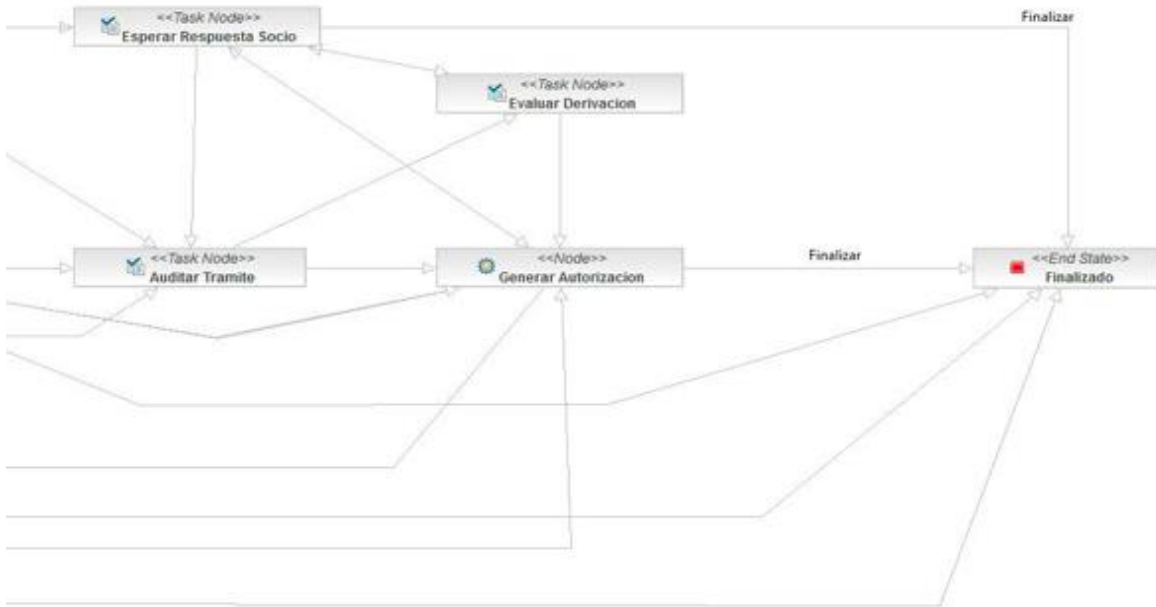 <<Task Node>>
Esperar Respuesta Socio
Finalizar
<<Task Node>>
Evaluar Derivacion
<<Task Node>>
Auditar Tramite
<<Node>>
Generar Autorizacion
Finalizar
<<End State>>
Finalizado